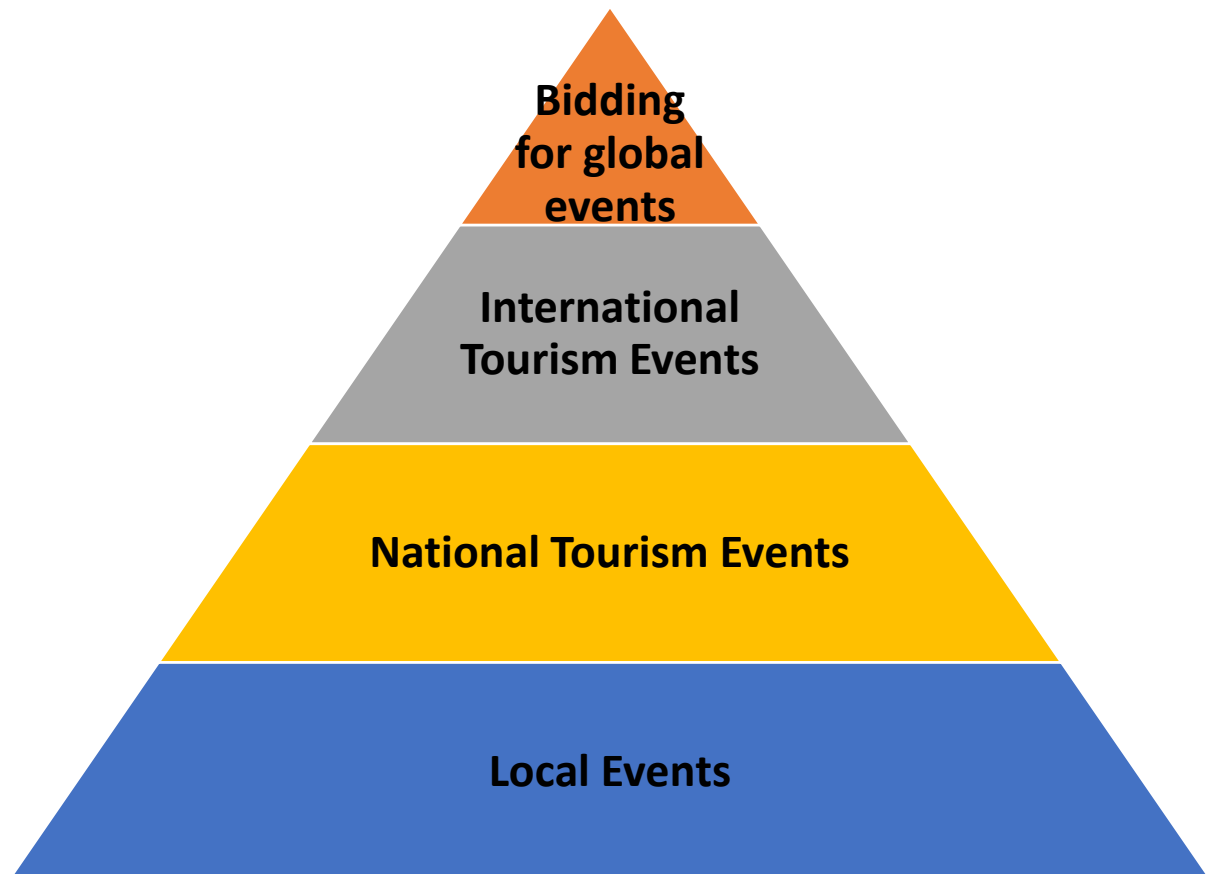 Bidding
for global
events
International
Tourism Events
National Tourism Events
Local Events